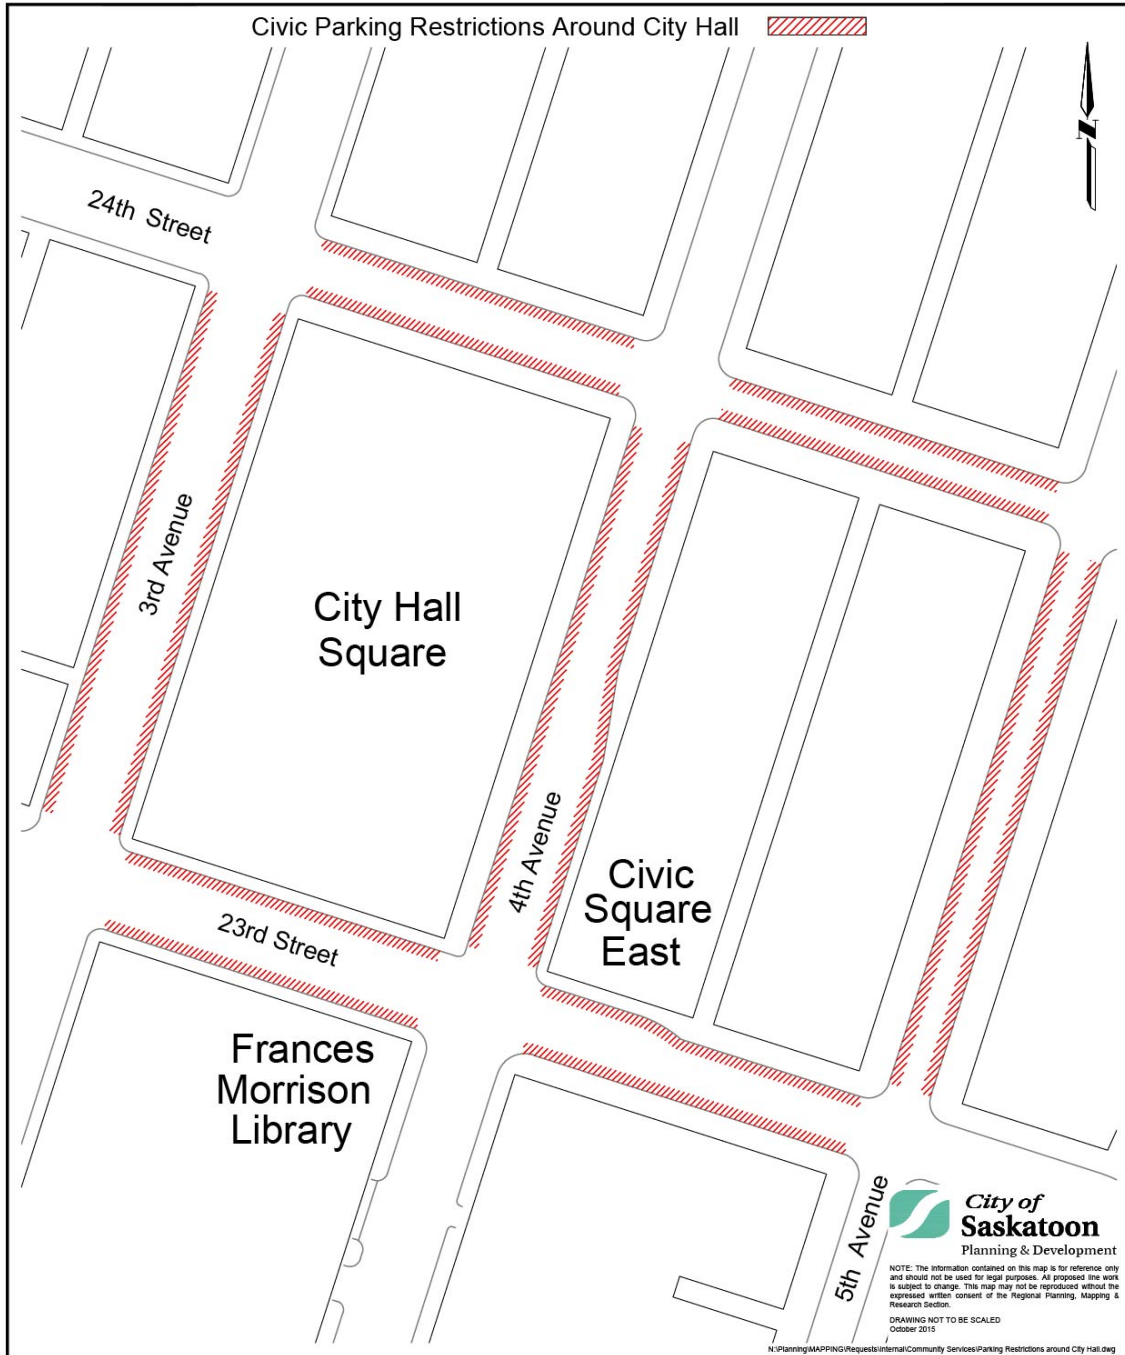 Civic Parking Restrictions Around City Hall
N
24th Street
3rd Avenue
City Hall
Square
4th Avenue
Civic
Square
East
23rd Street
Frances
Morrison
Library
5th Avenue
City of
Saskatoon
Planning & Development
NOTE: The information contained on this map is for reference only
and should not be used for legal purposes. All proposed line work
is subject to change. This map may not be reproduced without the
expressed written consent of the Regional Planning, Mapping &
Research Section.
DRAWING NOT TO BE SCALED
October 2015
N:\Planning\MAPPING\Requests\Internal\Community Services\Parking Restrictions around City Hall.dwg